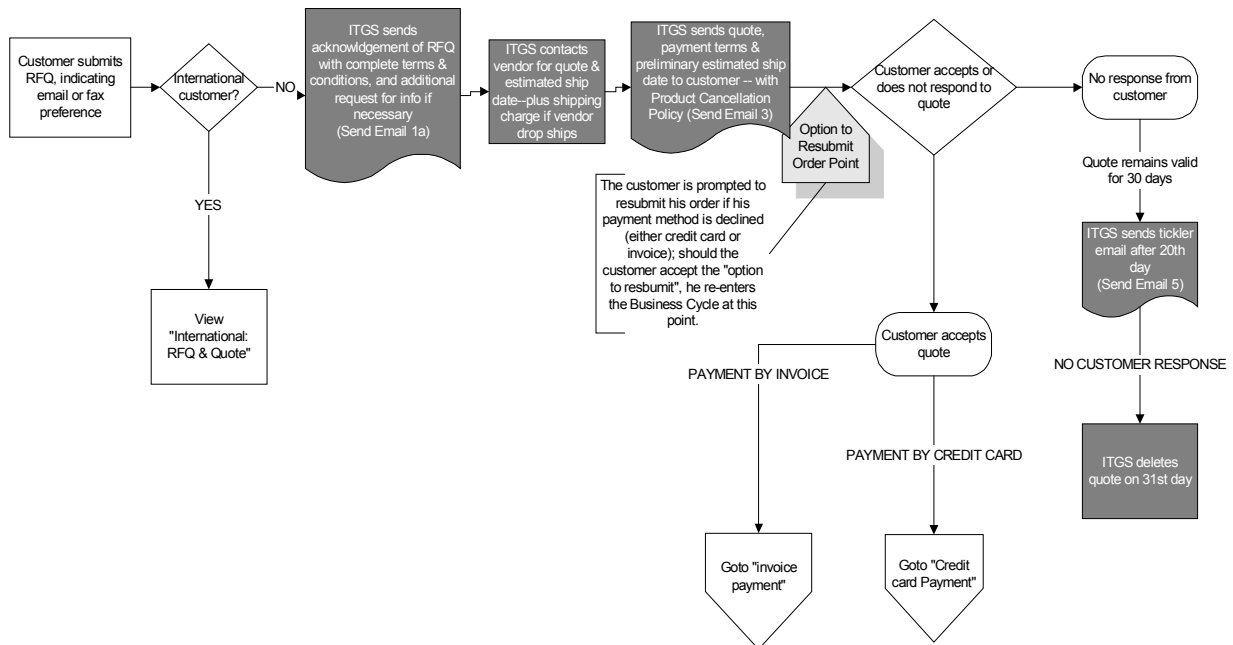 Customer submits
RFQ, indicating
email or fax
preference
International
customer?
NO
YES
View
"International:
RFQ & Quote"
ITGS sends
acknowldgement of RFQ
with complete terms &
conditions, and additional
request for info if
necessary
(Send Email 1a)
ITGS contacts
vendor for quote &
estimated ship
date--plus shipping
charge if vendor
drop ships
ITGS sends quote,
payment terms &
preliminary estimated ship
date to customer -- with
Product Cancellation
Policy (Send Email 3)
Option to
Resubmit
Order Point
The customer is prompted to
resubmit his order if his
payment method is declined
(either credit card or
invoice); should the
customer accept the "option
to resbumit", he re-enters
the Business Cycle at this
point.
Customer accepts or
does not respond to
quote
Customer accepts
quote
PAYMENT BY INVOICE
PAYMENT BY CREDIT CARD
Goto "invoice
payment"
Goto "Credit
card Payment"
No response from
customer
Quote remains valid
for 30 days
ITGS sends tickler
email after 20th
day
(Send Email 5)
NO CUSTOMER RESPONSE
ITGS deletes
quote on 31st day